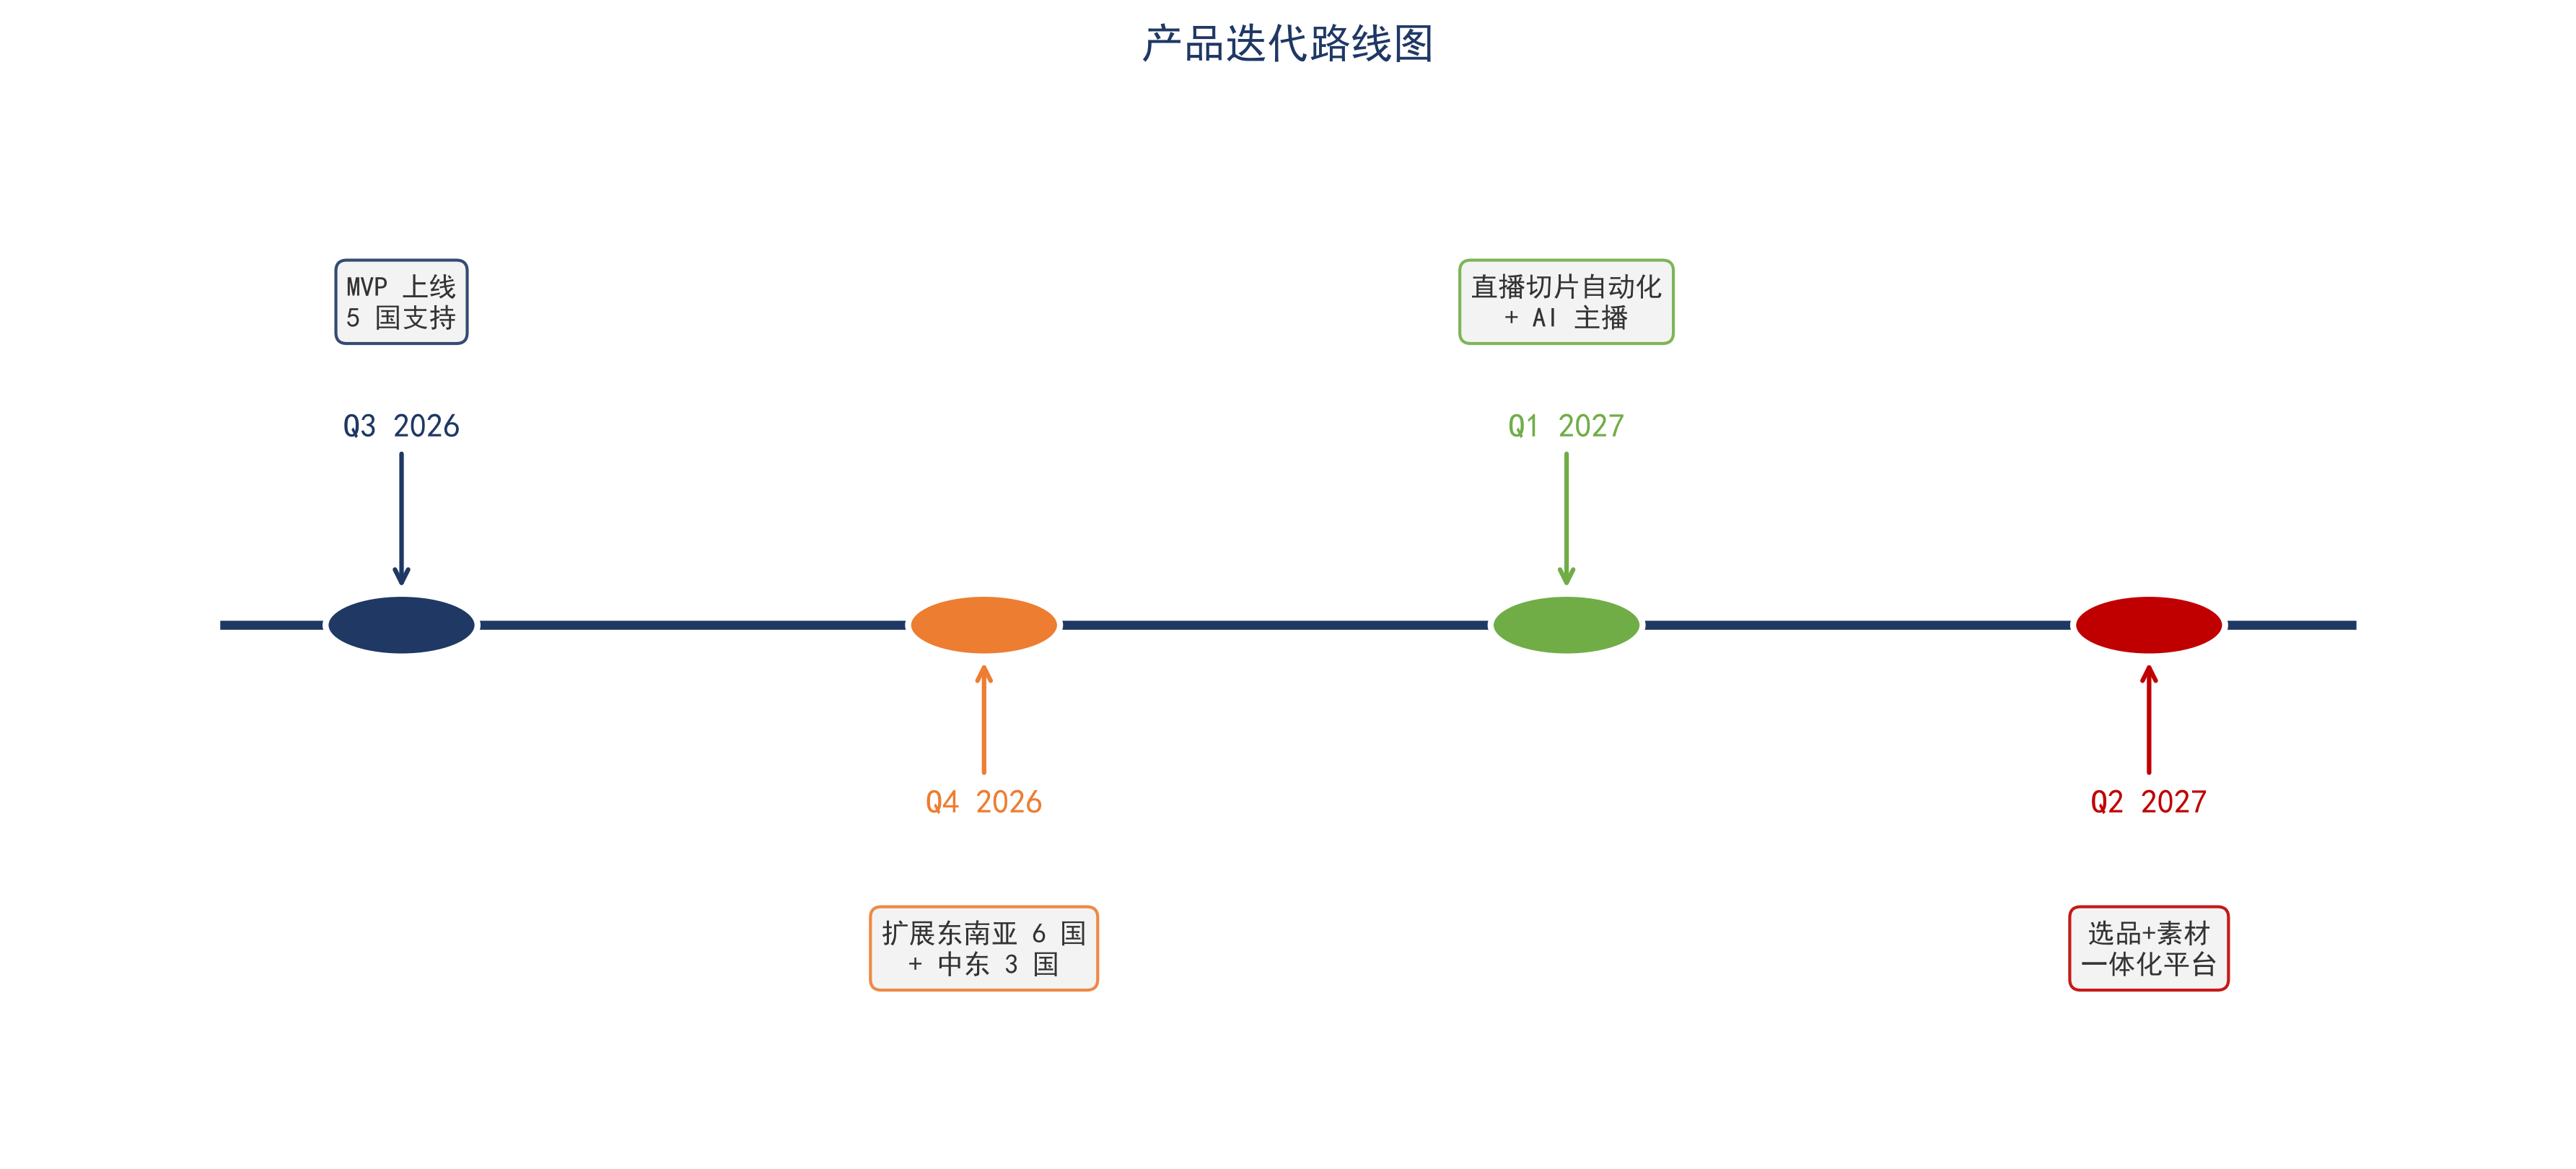 产品迭代路线图
MVP 上线
5 国支持
Q3 2026
扩展东南亚 6 国
+ 中东 3 国
Q4 2026
直播切片自动化
+ AI 主播
Q1 2027
选品+素材
一体化平台
Q2 2027